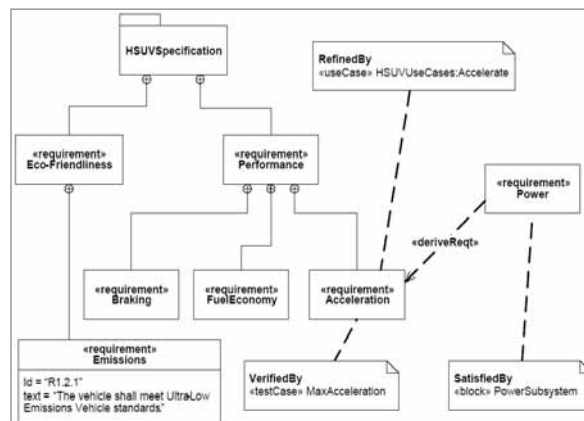 HSUVSpecification
RefinedBy
«useCase» HSUVUseCases:Accelerate
«requirement»
Eco-Friendliness
«requirement»
Performance
«requirement»
Power
«deriveReqt»
«requirement»
Braking
«requirement»
FuelEconomy
«requirement»
Acceleration
«requirement»
Emissions
Id = "R1.2.1"
text = "The vehicle shall meet Ultra-Low
Emissions Vehicle standards."
VerifiedBy
«testCase» MaxAcceleration
SatisfiedBy
«block» PowerSubsystem